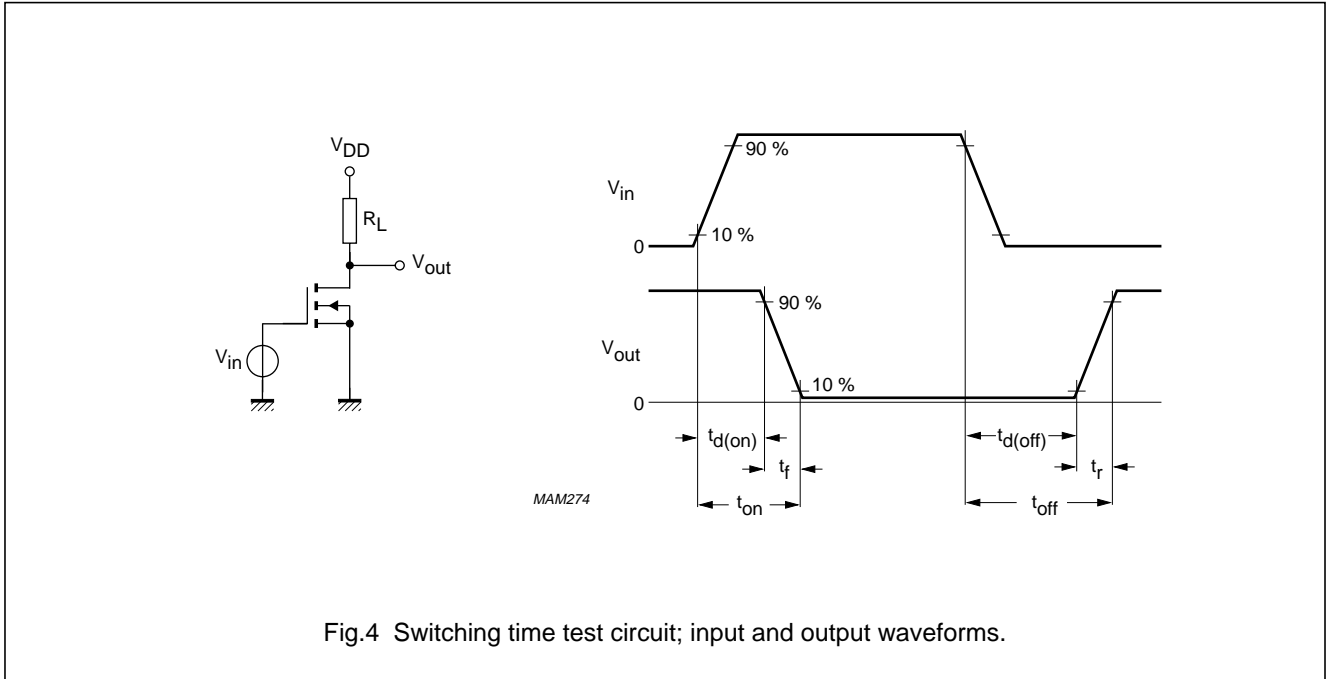 VDD
RL
Vout
Vin
MAM274
Vin
90 %
10 %
0
90 %
Vout
10 %
0
td(on)
tf
ton
td(off)
tr
toff
Fig.4 Switching time test circuit; input and output waveforms.